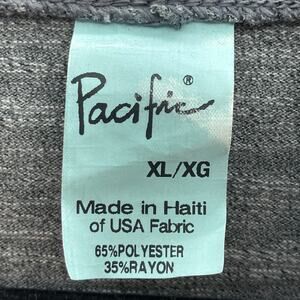 Pacific®
XL/XG
Made in Haiti
of USA Fabric
65%POLYESTER
35%RAYON